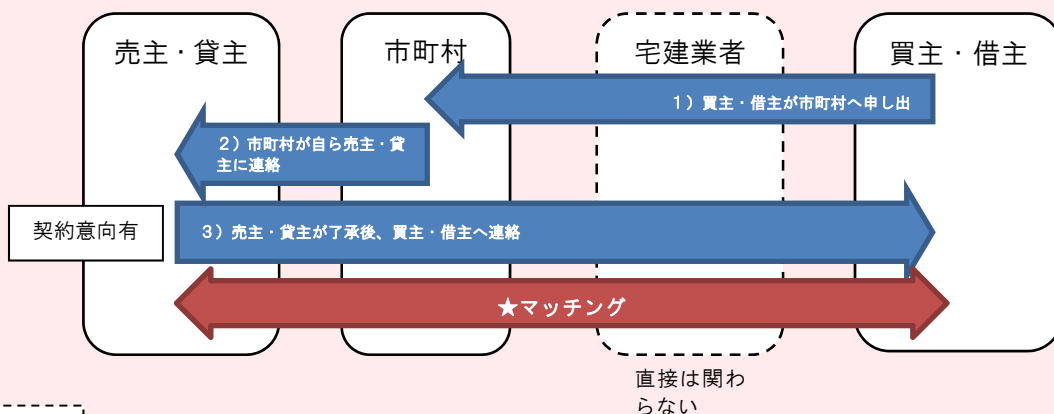 売主・貸主
市町村
宅建業者
買主・借主
1）買主・借主が市町村へ申し出
2）市町村が自ら売主・貸
主に連絡
契約意向有
3）売主・貸主が了承後、買主・借主へ連絡
★マッチング
直接は関わ
らない